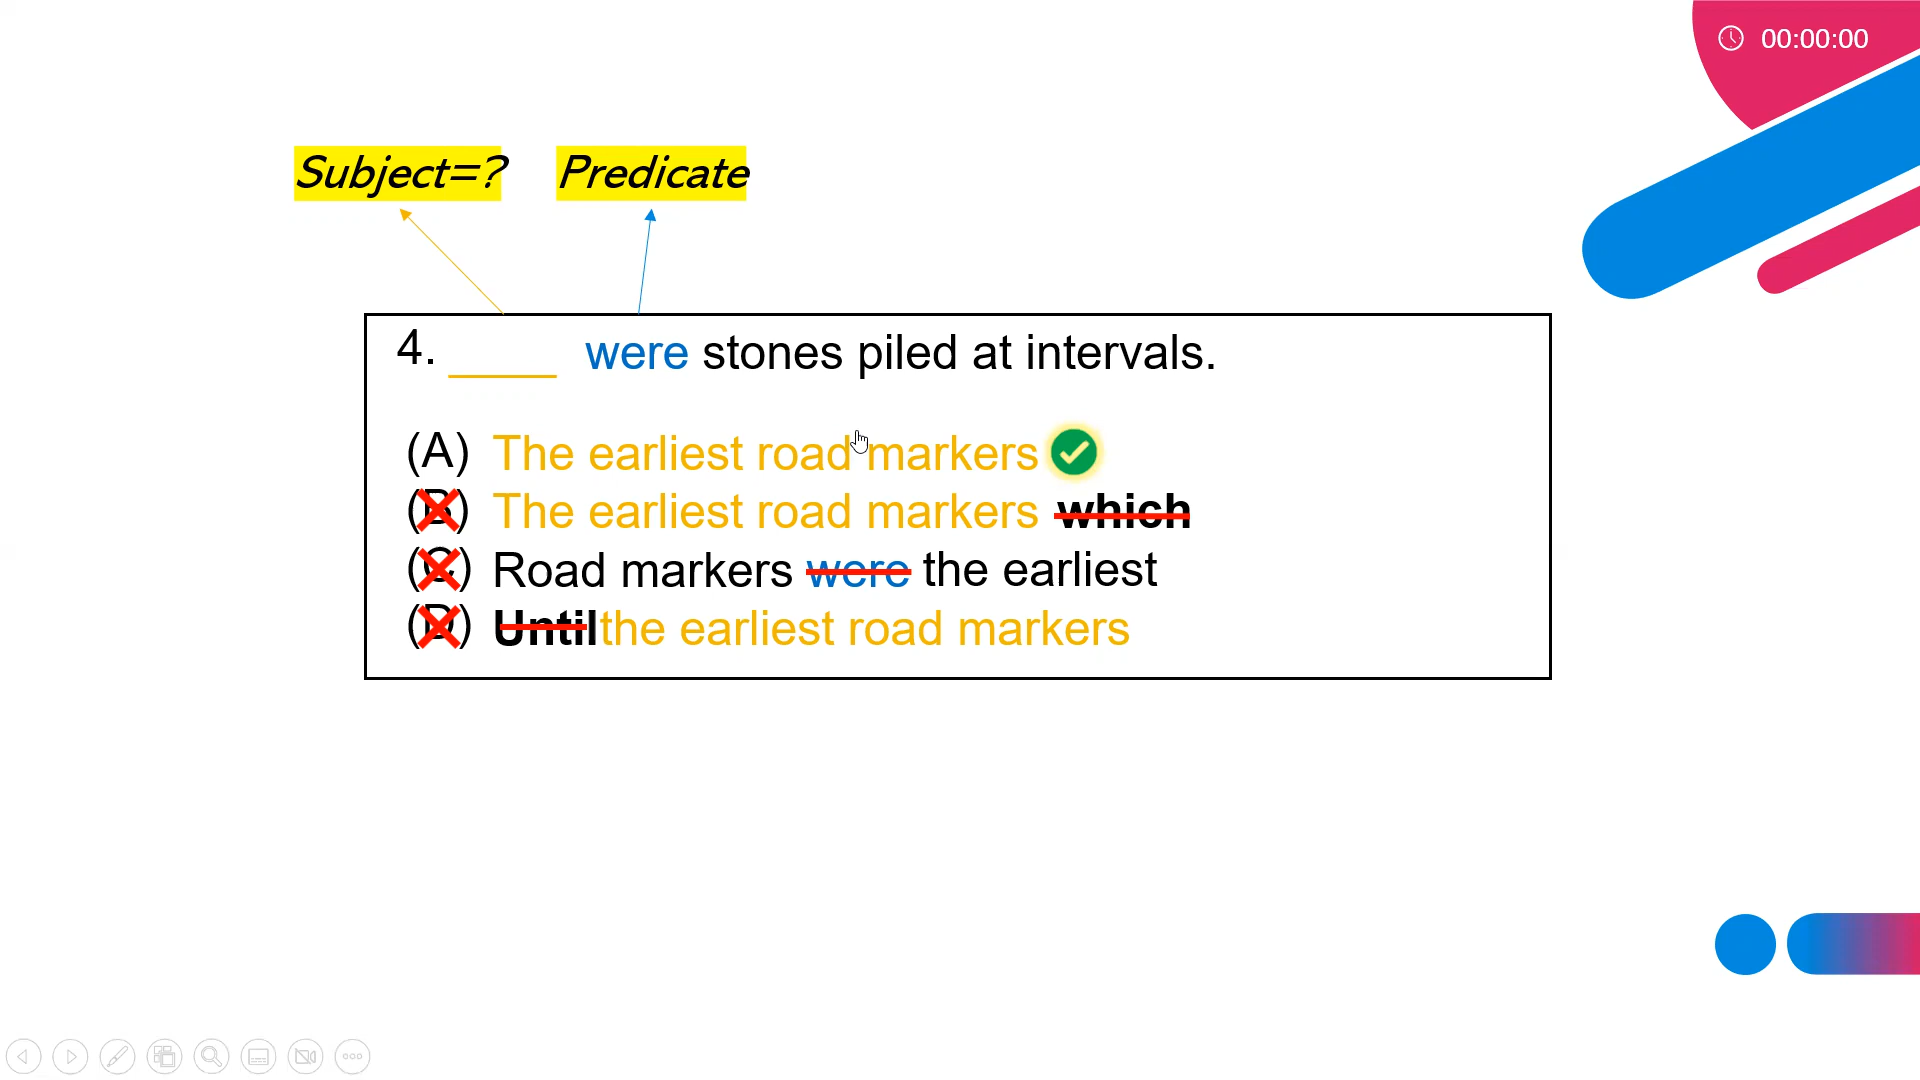 00:00:00
Subject=? Predicate
4. ____ were stones piled at intervals.
(A) The earliest road markers
(B) The earliest road markers which
(C) Road markers were the earliest
(D) Until the earliest road markers